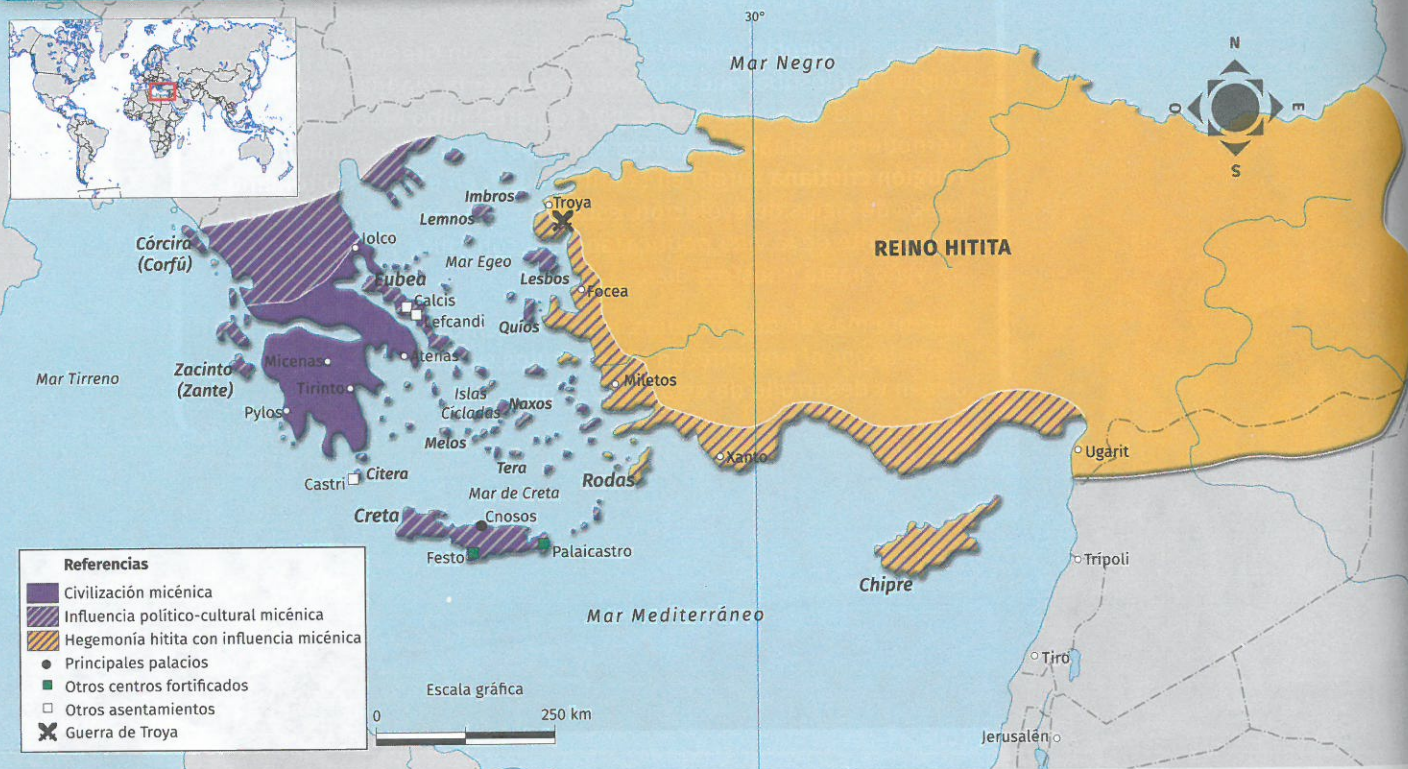 30°
Mar Negro
N
O
E
S
Imbros
Troya
Lemnos
Córcira
(Corfú)
Iolco
REINO HITITA
Mar Egeo
Eubea
Lesbos
Focea
Calcis
Lefcandi
Quíos
Micenas
Atenas
Zacinto
(Zante)
Mar Tirreno
Tirinto
Islas
Cícladas
Naxos
Miletos
Pylos
Melos
Xanto
Ugarit
Tera
Castri
Citera
Rodas
Mar de Creta
Creta
Cnosos
Festo
Palaicastro
Trípoli
Chipre
Mar Mediterráneo
Tiro
Jerusalén
Referencias
Civilización micénica
Influencia político-cultural micénica
Hegemonía hitita con influencia micénica
Principales palacios
Otros centros fortificados
Otros asentamientos
Guerra de Troya
Escala gráfica
0
250 km